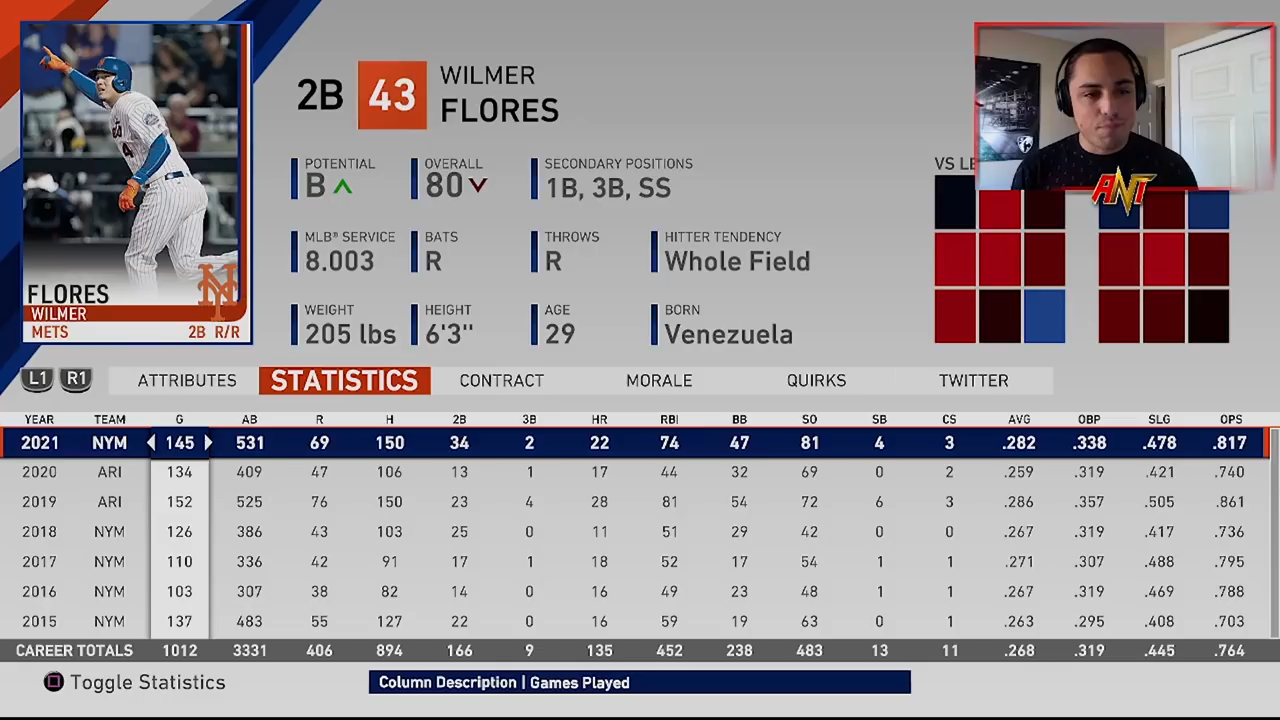 2B 43 WILMER FLORES
POTENTIAL OVERALL SECONDARY POSITIONS
B 80 1B, 3B, SS
VS LE
MLB® SERVICE BATS THROWS HITTER TENDENCY
8.003 R R Whole Field
WEIGHT HEIGHT AGE BORN
205 lbs 6'3" 29 Venezuela
FLORES
WILMER
METS 2B R/R
ANT
L1 R1 ATTRIBUTES STATISTICS CONTRACT MORALE QUIRKS TWITTER
YEAR TEAM G AB R H 2B 3B HR RBI BB SO SB CS AVG OBP SLG OPS
2021 NYM 145 531 69 150 34 2 22 74 47 81 4 3 .282 .338 .478 .817
2020 ARI 134 409 47 106 13 1 17 44 32 69 0 2 .259 .319 .421 .740
2019 ARI 152 525 76 150 23 4 28 81 54 72 6 3 .286 .357 .505 .861
2018 NYM 126 386 43 103 25 0 11 51 29 42 0 0 .267 .319 .417 .736
2017 NYM 110 336 42 91 17 1 18 52 17 54 1 1 .271 .307 .488 .795
2016 NYM 103 307 38 82 14 0 16 49 23 48 1 1 .267 .319 .469 .788
2015 NYM 137 483 55 127 22 0 16 59 19 63 0 1 .263 .295 .408 .703
CAREER TOTALS 1012 3331 406 894 166 9 135 452 238 483 13 11 .268 .319 .445 .764
Toggle Statistics
Column Description | Games Played